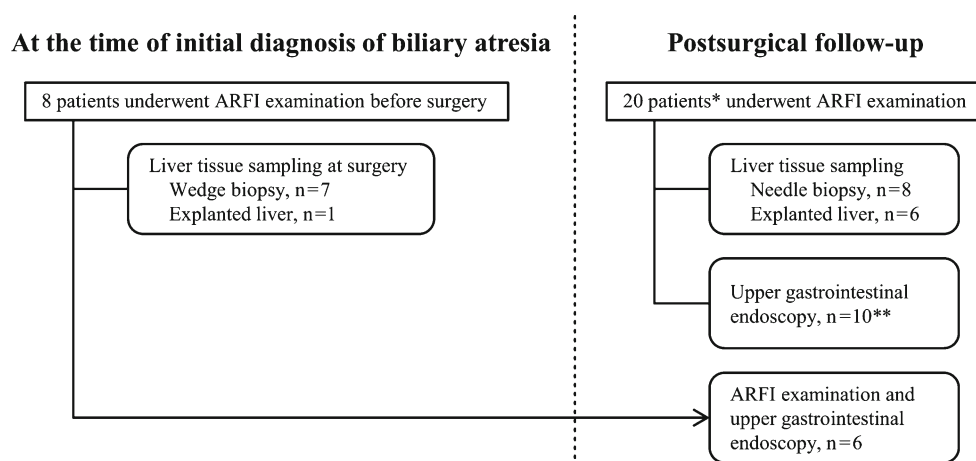 At the time of initial diagnosis of biliary atresia
8 patients underwent ARFI examination before surgery
Liver tissue sampling at surgery
Wedge biopsy, n=7
Explanted liver, n=1
Postsurgical follow-up
20 patients* underwent ARFI examination
Liver tissue sampling
Needle biopsy, n=8
Explanted liver, n=6
Upper gastrointestinal
endoscopy, n=10**
ARFI examination and
upper gastrointestinal
endoscopy, n=6